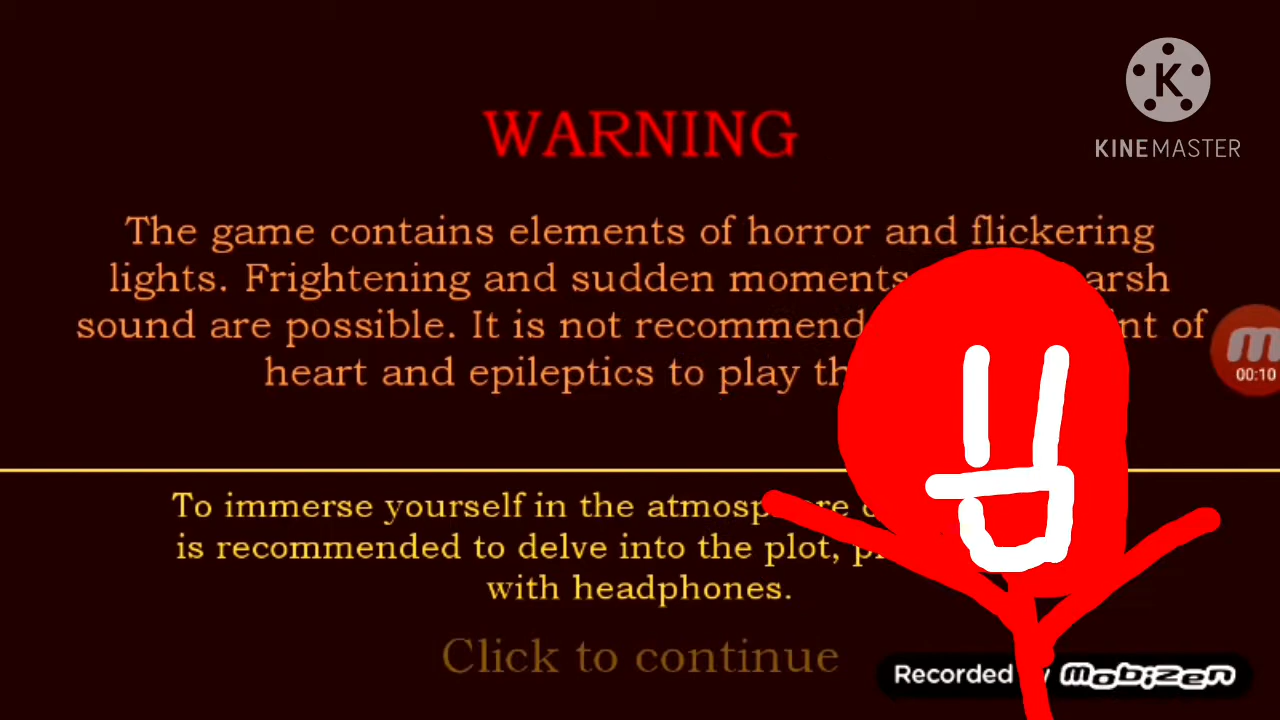 K
KINEMASTER
WARNING
The game contains elements of horror and flickering
lights. Frightening and sudden moments arsh
sound are possible. It is not recommend nt of
heart and epileptics to play th
00:10
To immerse yourself in the atmosp re
is recommended to delve into the plot, p
with headphones.
Click to continue
Recorded y mobizen